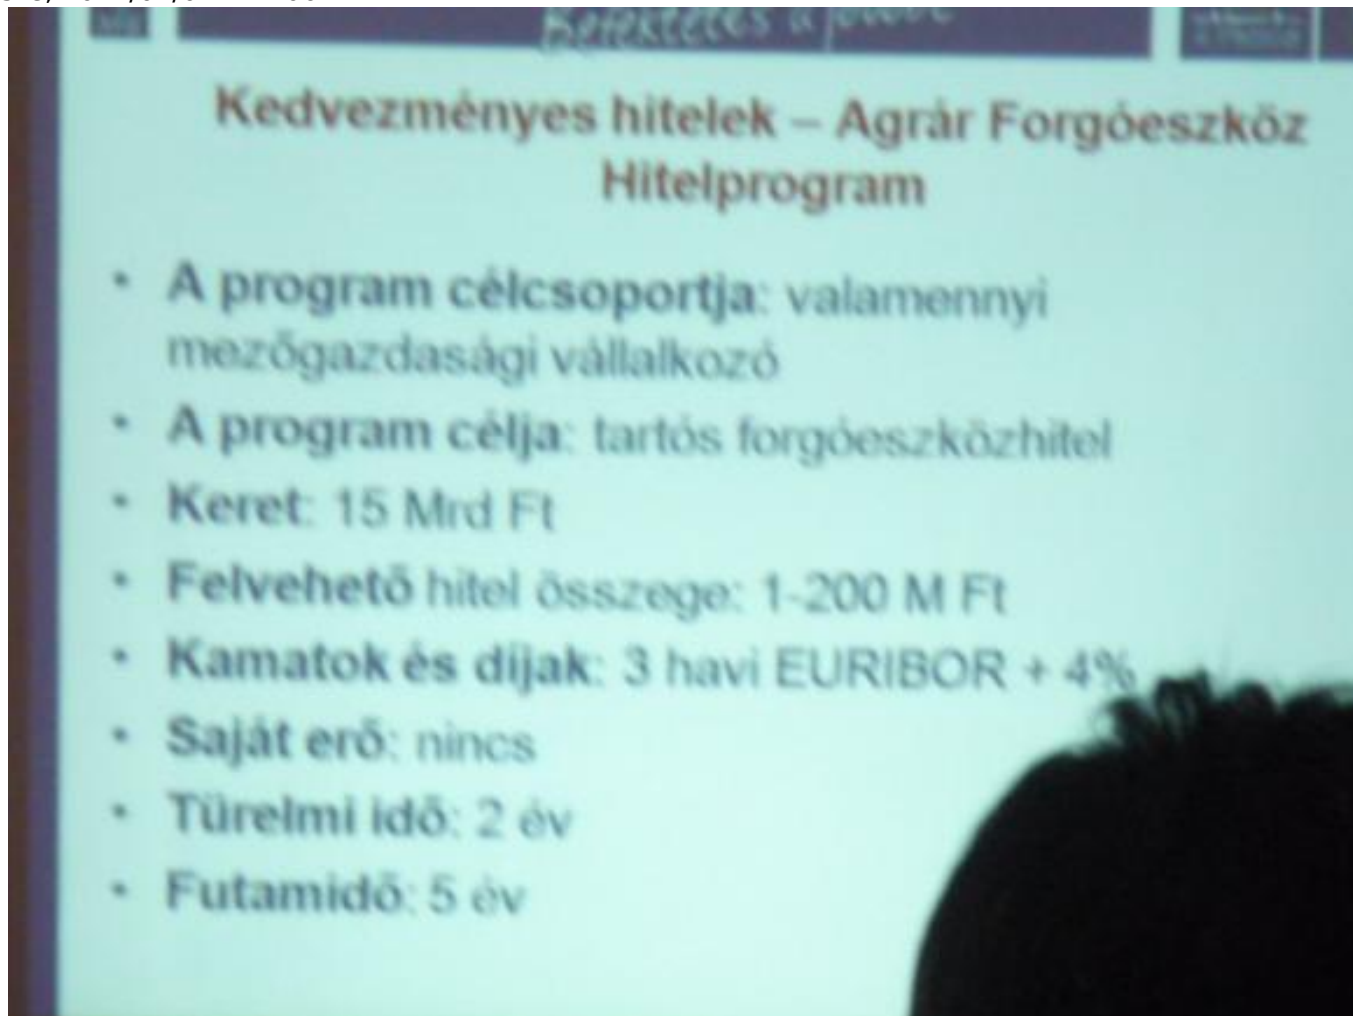 Befektetés a jövőbe
Kedvezményes hitelek – Agrár Forgóeszköz
Hitelprogram
• A program célcsoportja: valamennyi
mezőgazdasági vállalkozó
• A program célja: tartós forgóeszközhitel
• Keret: 15 Mrd Ft
• Felvehető hitel összege: 1-200 M Ft
• Kamatok és díjak: 3 havi EURIBOR + 4%
• Saját erő: nincs
• Türelmi idő: 2 év
• Futamidő: 5 év